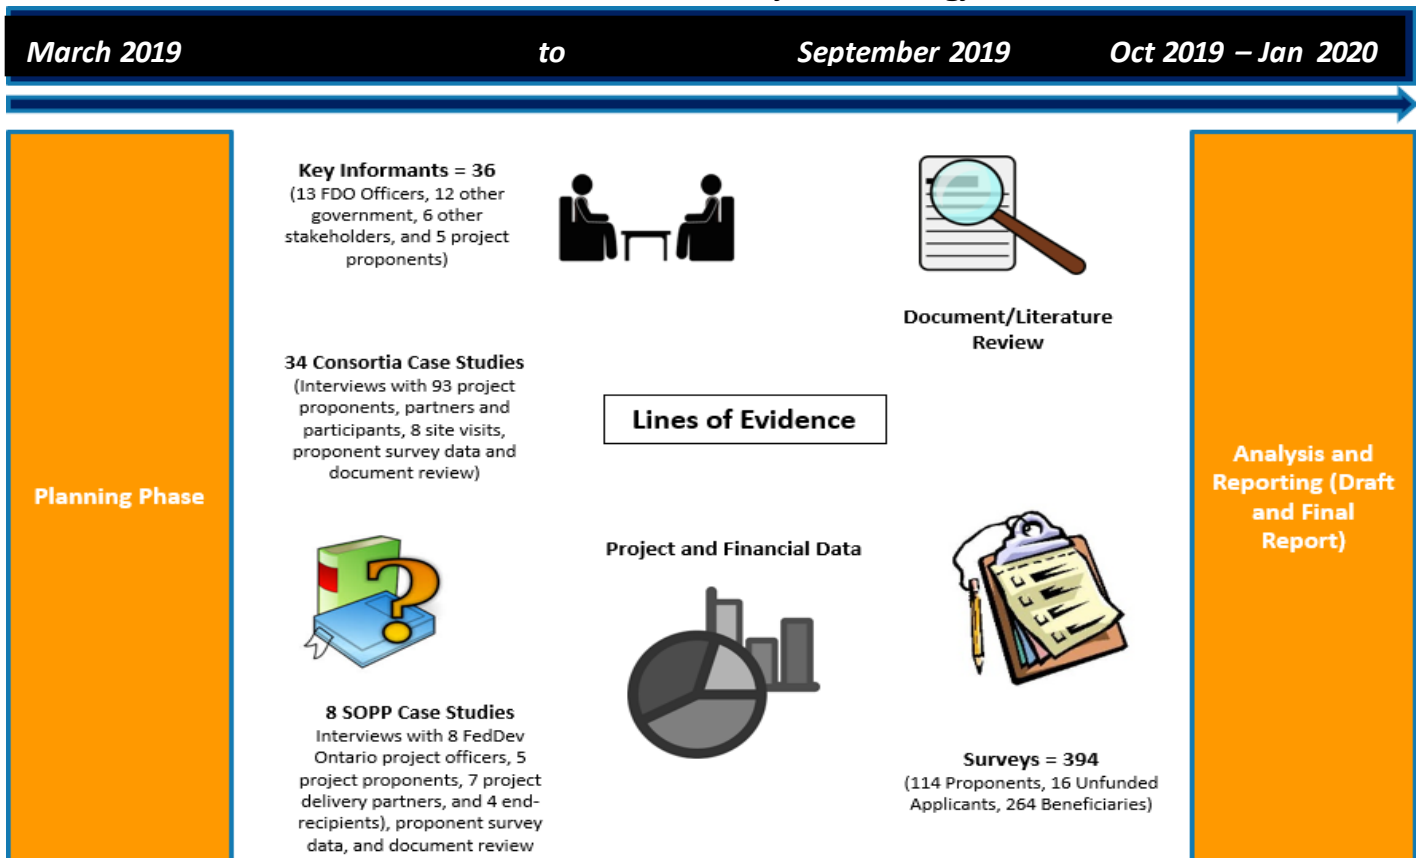 March 2019 to September 2019 Oct 2019 – Jan 2020
Planning Phase
Key Informants = 36
(13 FDO Officers, 12 other
government, 6 other
stakeholders, and 5 project
proponents)
Document/Literature
Review
34 Consortia Case Studies
(Interviews with 93 project
proponents, partners and
participants, 8 site visits,
proponent survey data and
document review)
Lines of Evidence
Project and Financial Data
8 SOPP Case Studies
Interviews with 8 FedDev
Ontario project officers, 5
project proponents, 7 project
delivery partners, and 4 end-
recipients), proponent survey
data, and document review
Surveys = 394
(114 Proponents, 16 Unfunded
Applicants, 264 Beneficiaries)
Analysis and
Reporting (Draft
and Final
Report)